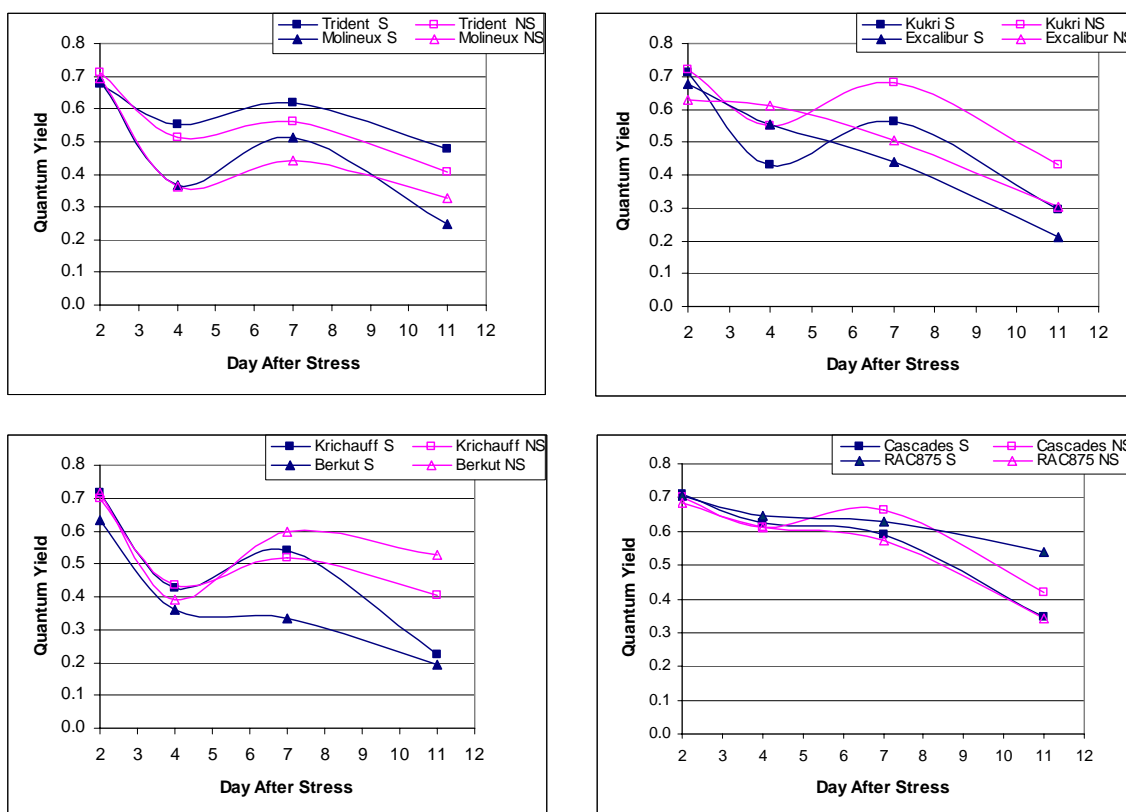 Trident S Trident NS
Molineux S Molineux NS
0.8
0.7
0.6
0.5
0.4
0.3
0.2
0.1
0.0
Quantum Yield
2 3 4 5 6 7 8 9 10 11 12
Day After Stress
Kukri S Kukri NS
Excalibur S Excalibur NS
0.8
0.7
0.6
0.5
0.4
0.3
0.2
0.1
0.0
Quantum Yield
2 3 4 5 6 7 8 9 10 11 12
Day After Stress
Krichauff S Krichauff NS
Berkut S Berkut NS
0.8
0.7
0.6
0.5
0.4
0.3
0.2
0.1
0.0
Quantum Yield
2 3 4 5 6 7 8 9 10 11 12
Day After Stress
Cascades S Cascades NS
RAC875 S RAC875 NS
0.8
0.7
0.6
0.5
0.4
0.3
0.2
0.1
0.0
Quantum Yield
2 3 4 5 6 7 8 9 10 11 12
Day After Stress